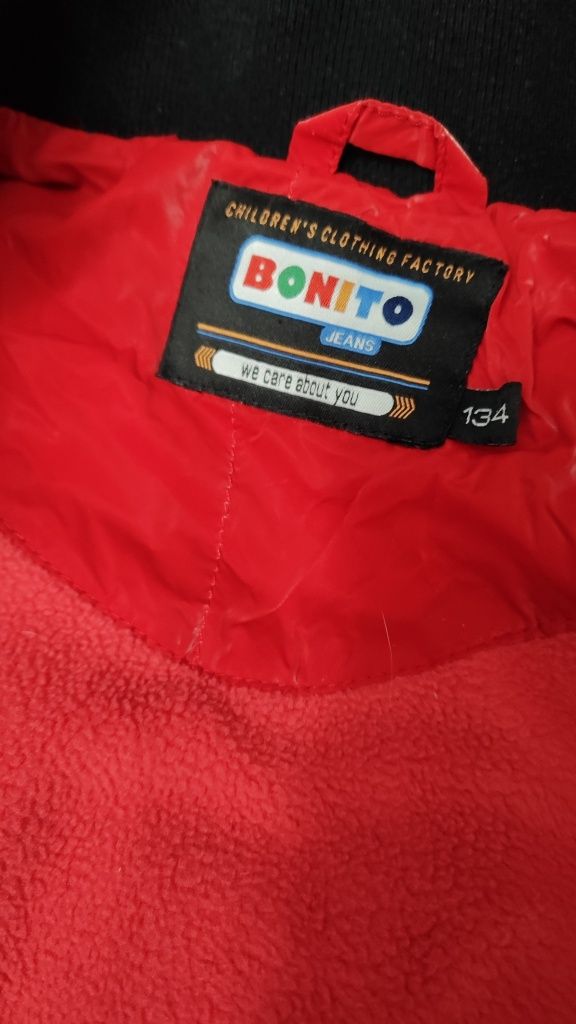 CHILDREN'S CLOTHING FACTORY
BONITO
JEANS
we care about you
134